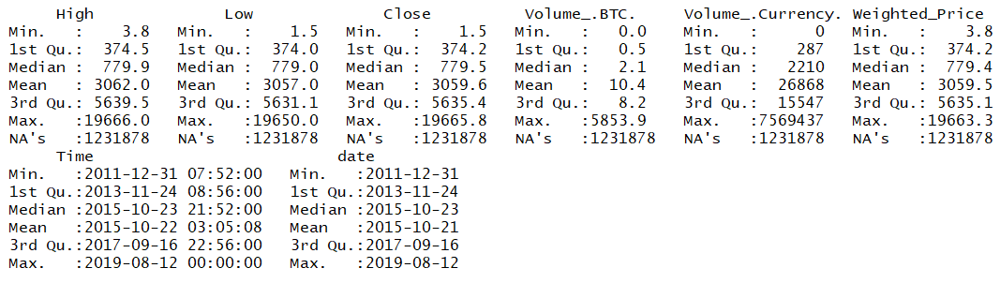 High              Low               Close          Volume_.BTC.     Volume_.Currency. Weighted_Price
Min.   :    3.8   Min.   :    1.5   Min.   :    1.5   Min.   :   0.0   Min.   :      0   Min.   :    3.8
1st Qu.:  374.5   1st Qu.:  374.0   1st Qu.:  374.2   1st Qu.:   0.5   1st Qu.:    287   1st Qu.:  374.2
Median :  779.9   Median :  779.0   Median :  779.5   Median :   2.1   Median :   2210   Median :  779.4
Mean   : 3062.0   Mean   : 3057.0   Mean   : 3059.6   Mean   :  10.4   Mean   :  26868   Mean   : 3059.5
3rd Qu.: 5639.5   3rd Qu.: 5631.1   3rd Qu.: 5635.4   3rd Qu.:   8.2   3rd Qu.:  15547   3rd Qu.: 5635.1
Max.   :19666.0   Max.   :19650.0   Max.   :19665.8   Max.   :5853.9   Max.   :7569437   Max.   :19663.3
NA's   :1231878   NA's   :1231878   NA's   :1231878   NA's   :1231878  NA's   :1231878   NA's   :1231878
     Time                          date
Min.   :2011-12-31 07:52:00   Min.   :2011-12-31
1st Qu.:2013-11-24 08:56:00   1st Qu.:2013-11-24
Median :2015-10-23 21:52:00   Median :2015-10-23
Mean   :2015-10-22 03:05:08   Mean   :2015-10-21
3rd Qu.:2017-09-16 22:56:00   3rd Qu.:2017-09-16
Max.   :2019-08-12 00:00:00   Max.   :2019-08-12